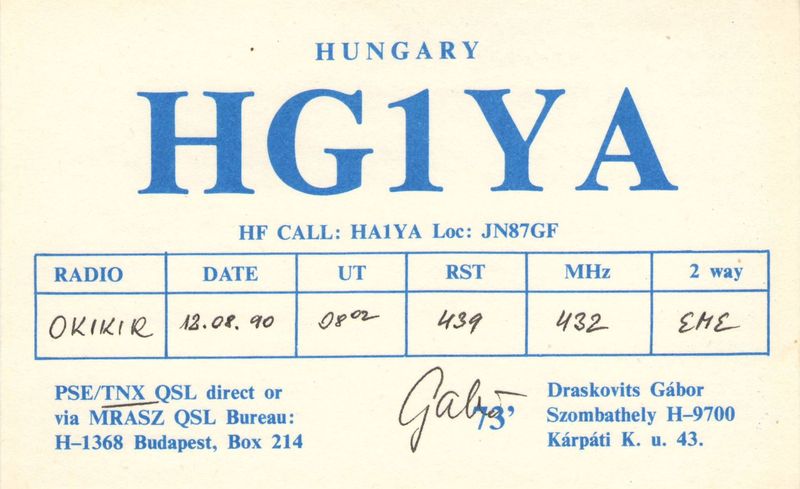 HUNGARY
HG1YA
HF CALL: HA1YA Loc: JN87GF
RADIO DATE UT RST MHz 2 way
OK1KIR 12.08.90 08⁰² 439 432 EME
PSE/TNX QSL direct or
via MRASZ QSL Bureau:
H–1368 Budapest, Box 214
Gabor
73'
Draskovits Gábor
Szombathely H–9700
Kárpáti K. u. 43.